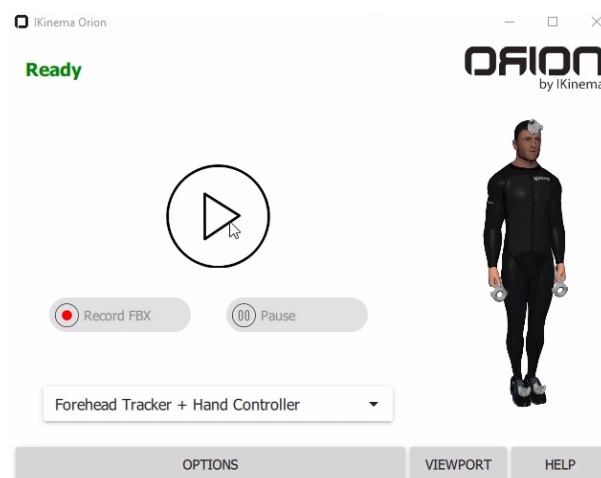 IKinema Orion
Ready
ORION
by IKinema
Record FBX
Pause
Forehead Tracker + Hand Controller
OPTIONS
VIEWPORT
HELP